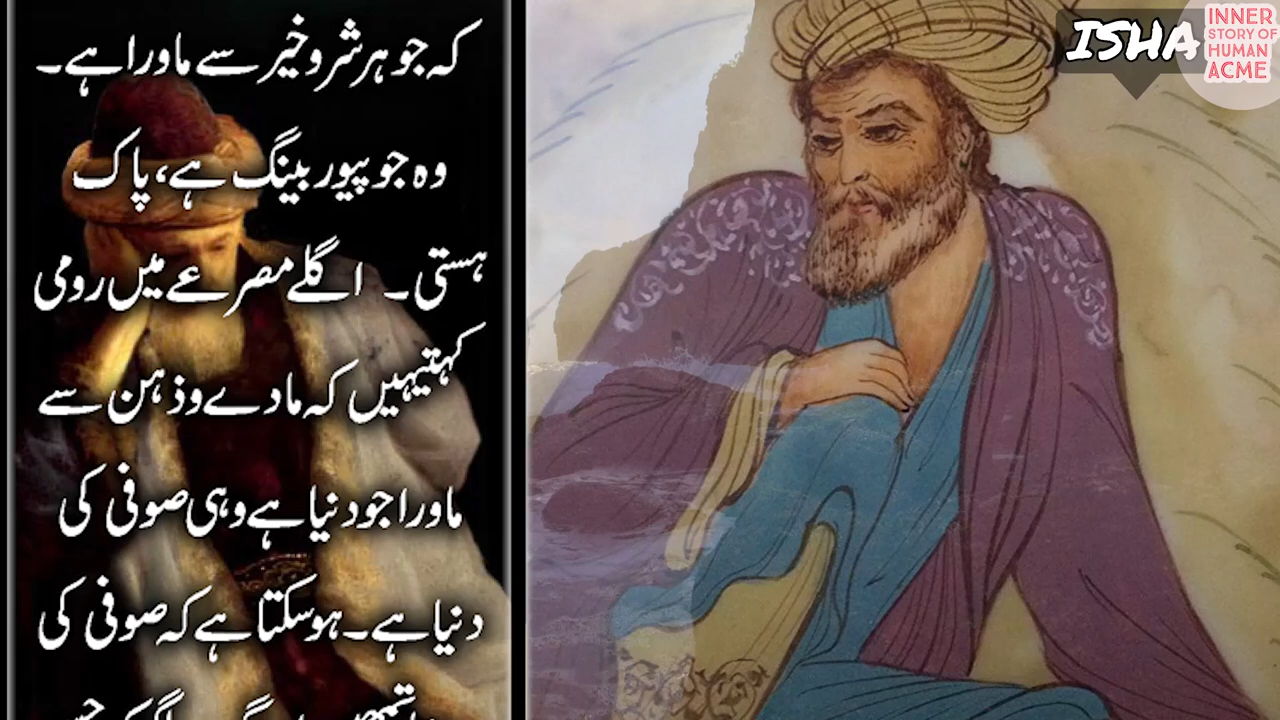 کہ جو ہر شر و خیر سے ماورا ہے۔
وہ جو پیور بینگ ہے، پاک
ہستی۔ اگلے مصرعے میں رومی
کہتیہیں کہ مادے و ذہن سے
ماورا جو دنیا ہے وہی صوفی کی
دنیا ہے۔ ہو سکتا ہے کہ صوفی کی
ISHA
INNER
STORY OF
HUMAN
ACME